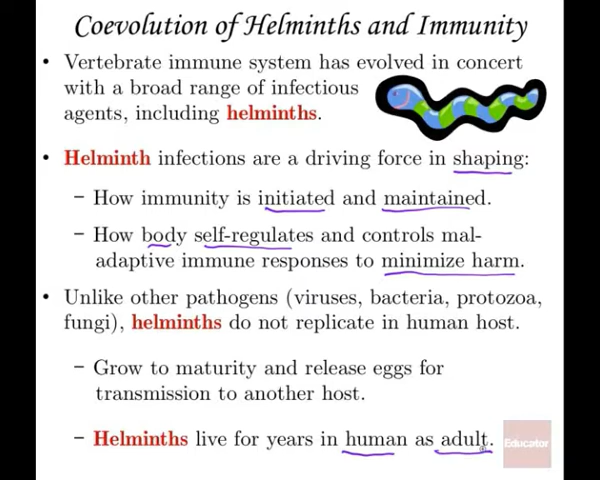 Coevolution of Helminths and Immunity
• Vertebrate immune system has evolved in concert
with a broad range of infectious
agents, including helminths.
• Helminth infections are a driving force in shaping:
– How immunity is initiated and maintained.
– How body self-regulates and controls mal-
adaptive immune responses to minimize harm.
• Unlike other pathogens (viruses, bacteria, protozoa,
fungi), helminths do not replicate in human host.
– Grow to maturity and release eggs for
transmission to another host.
– Helminths live for years in human as adult.
Educator